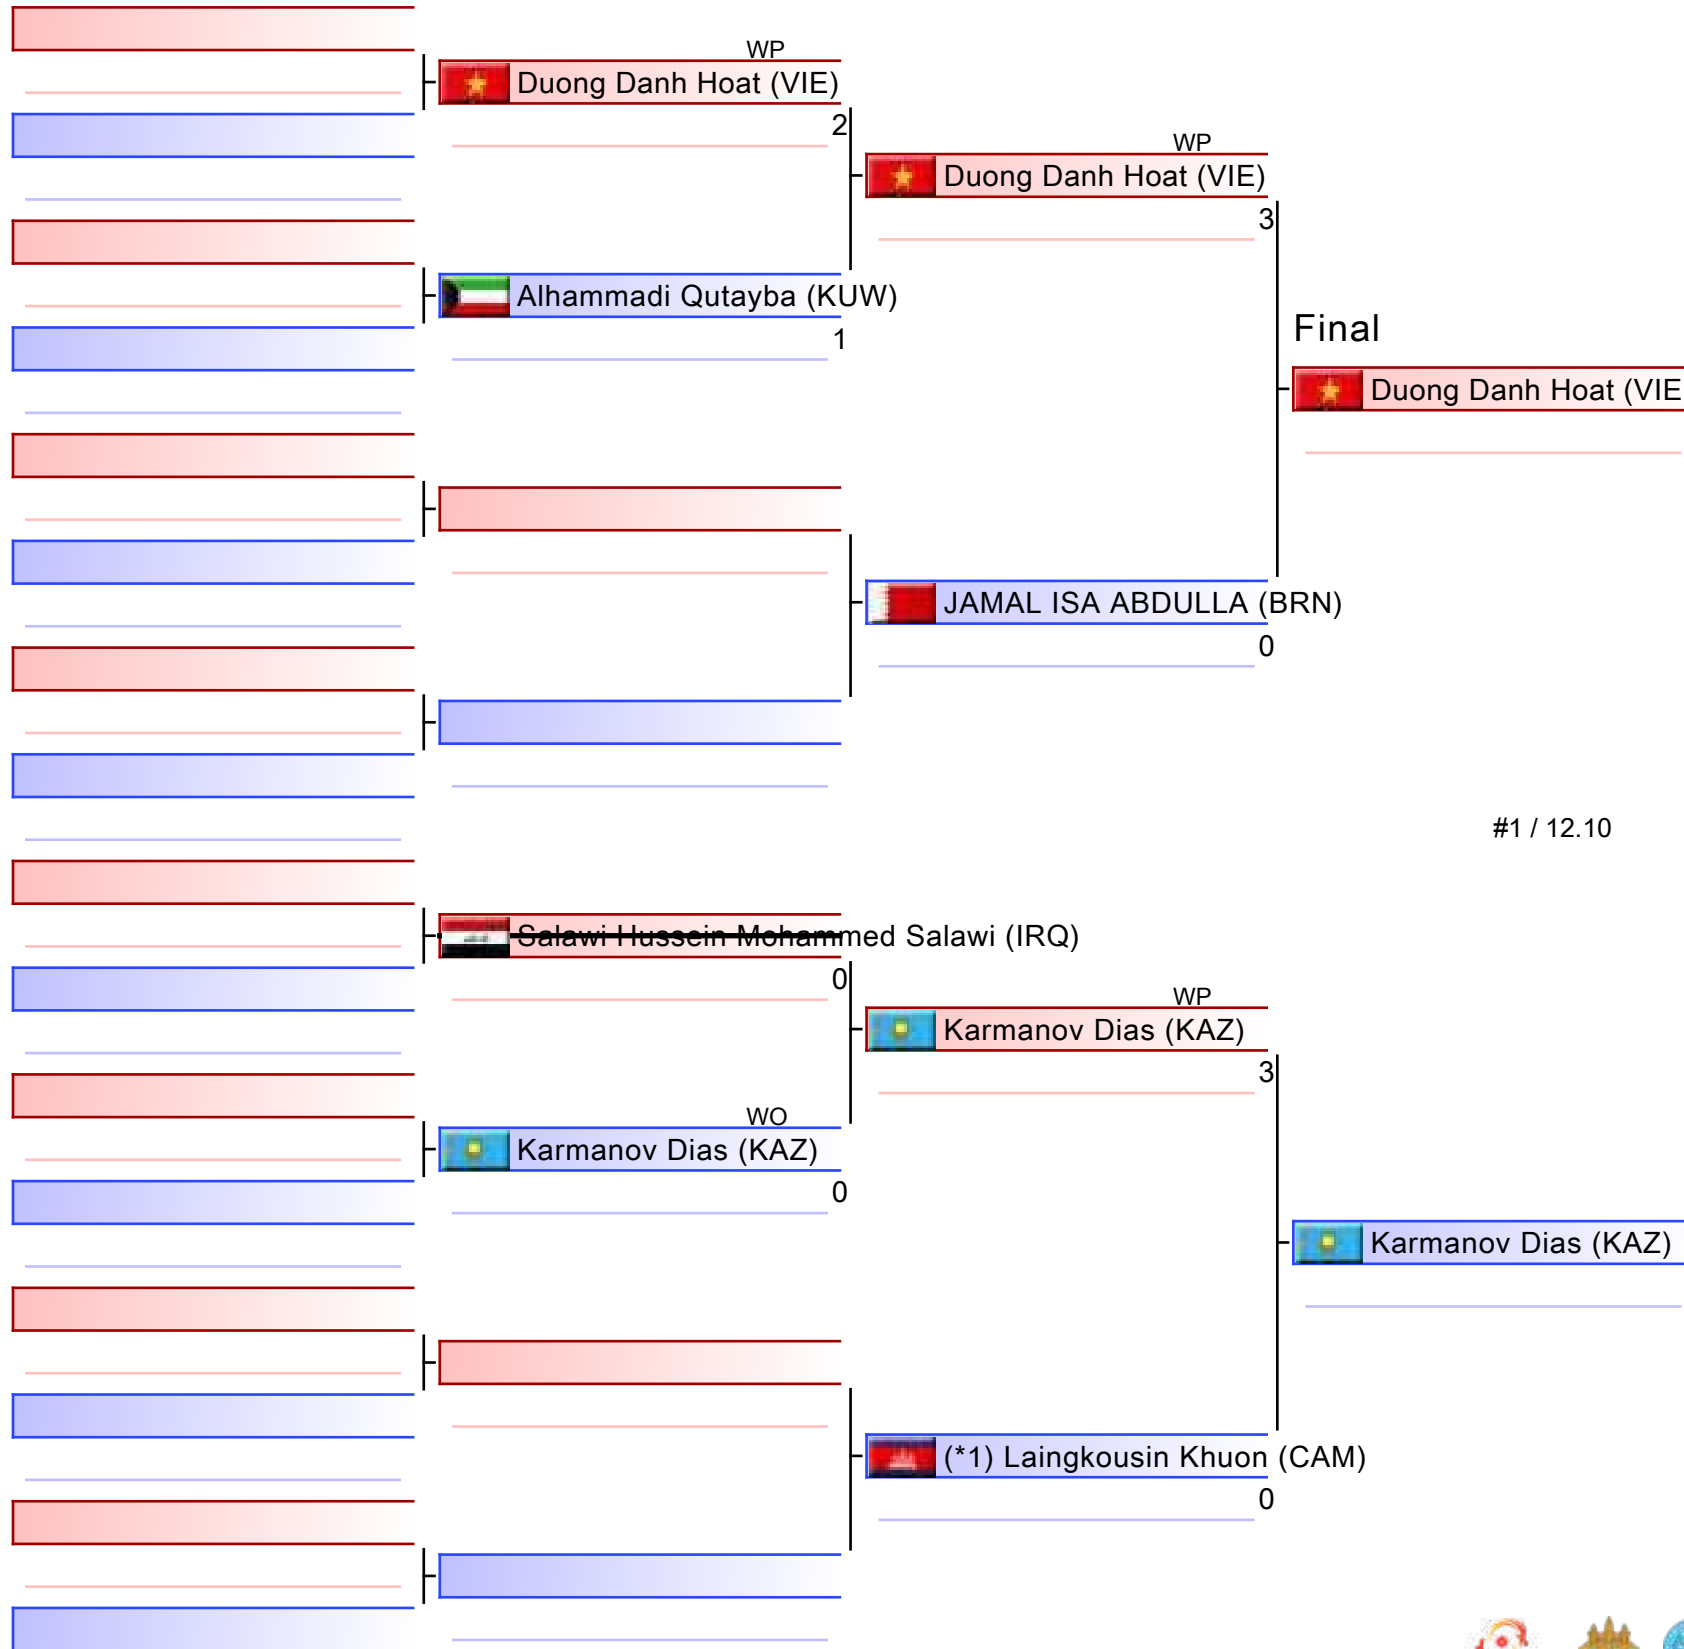 WP
Duong Danh Hoat (VIE)
2
WP
Duong Danh Hoat (VIE)
3
Alhammadi Qutayba (KUW)
1
Final
Duong Danh Hoat (VIE
JAMAL ISA ABDULLA (BRN)
0
#1 / 12.10
Salawi Hussein Mohammed Salawi (IRQ)
0
WP
Karmanov Dias (KAZ)
3
WO
Karmanov Dias (KAZ)
0
Karmanov Dias (KAZ)
(*1) Laingkousin Khuon (CAM)
0